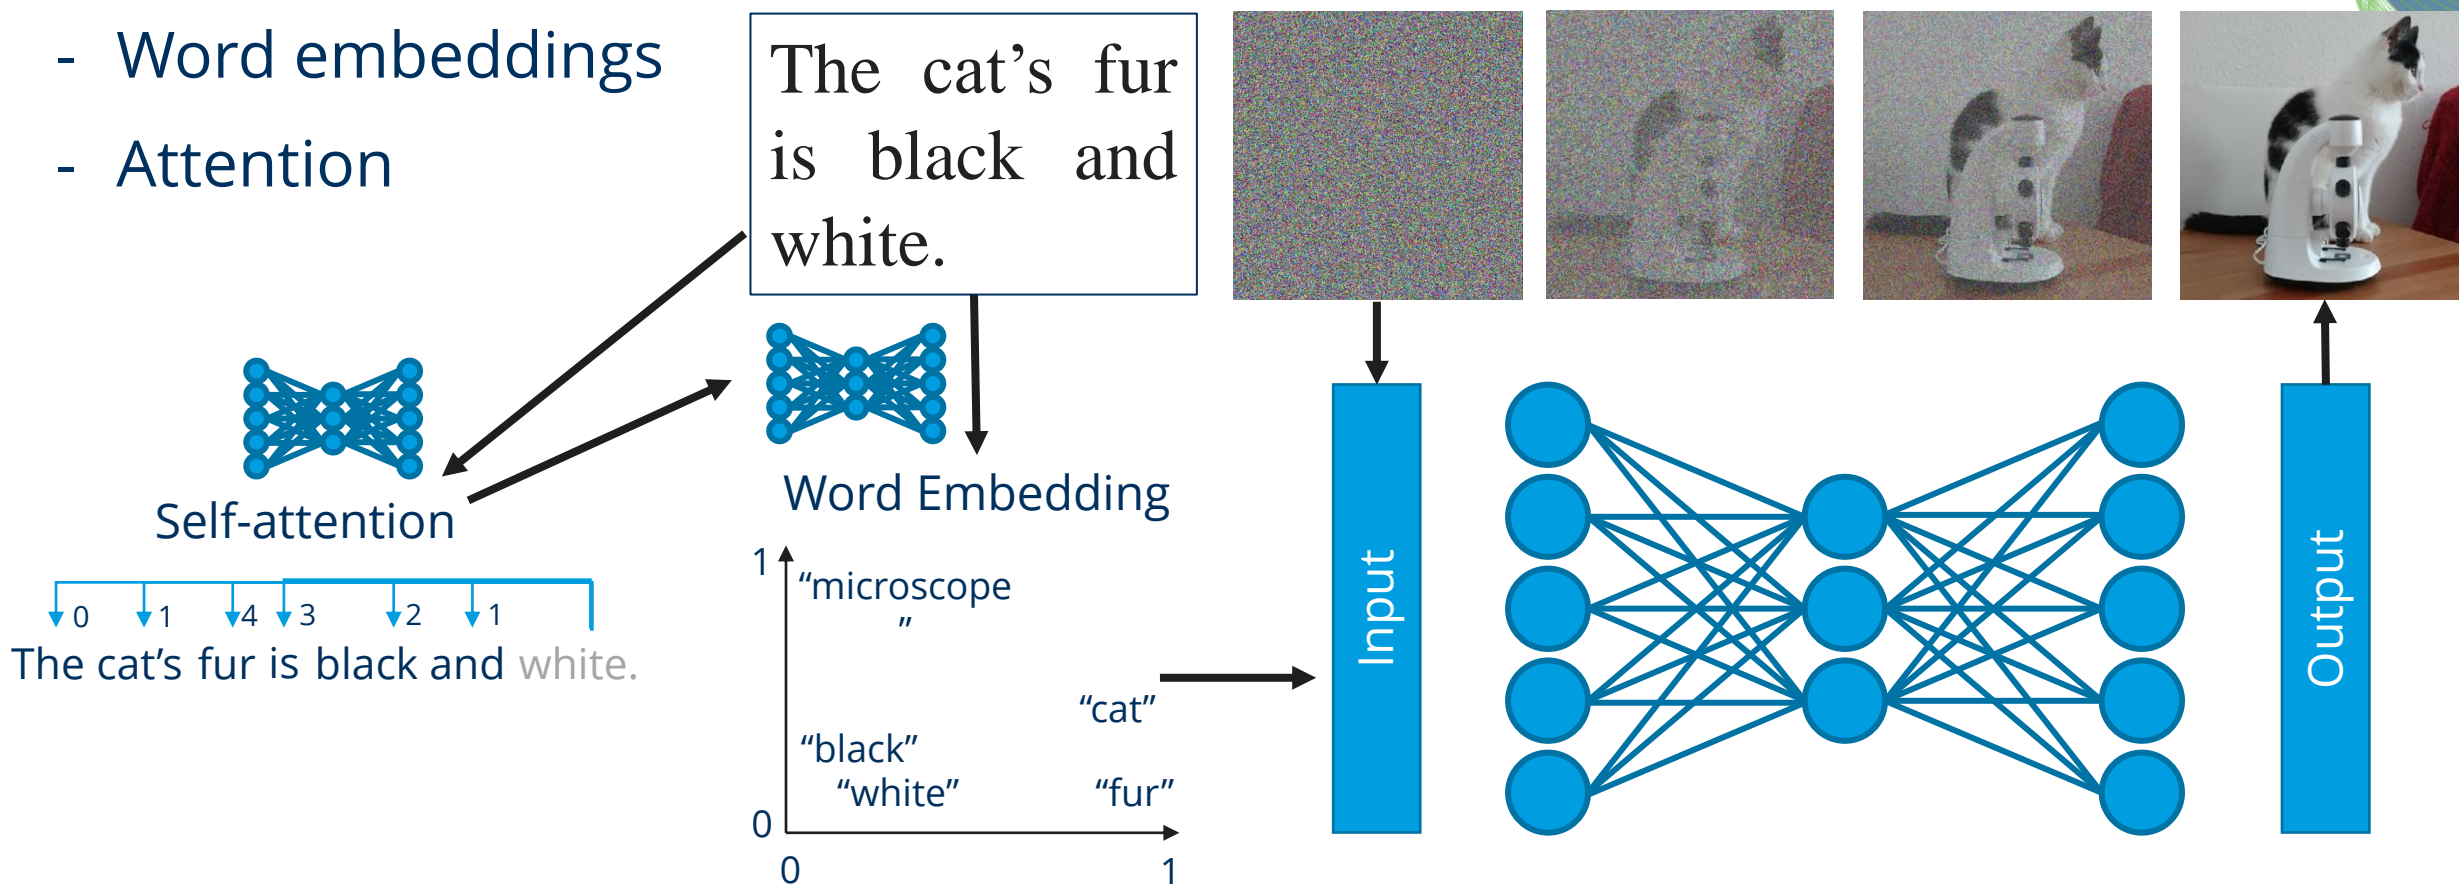 - Word embeddings
- Attention
The cat’s fur
is black and
white.
Self-attention
0 1 4 3 2 1
The cat’s fur is black and white.
Word Embedding
1
“microscope
”
“cat”
“black”
“white” “fur”
0
0 1
Input
Output